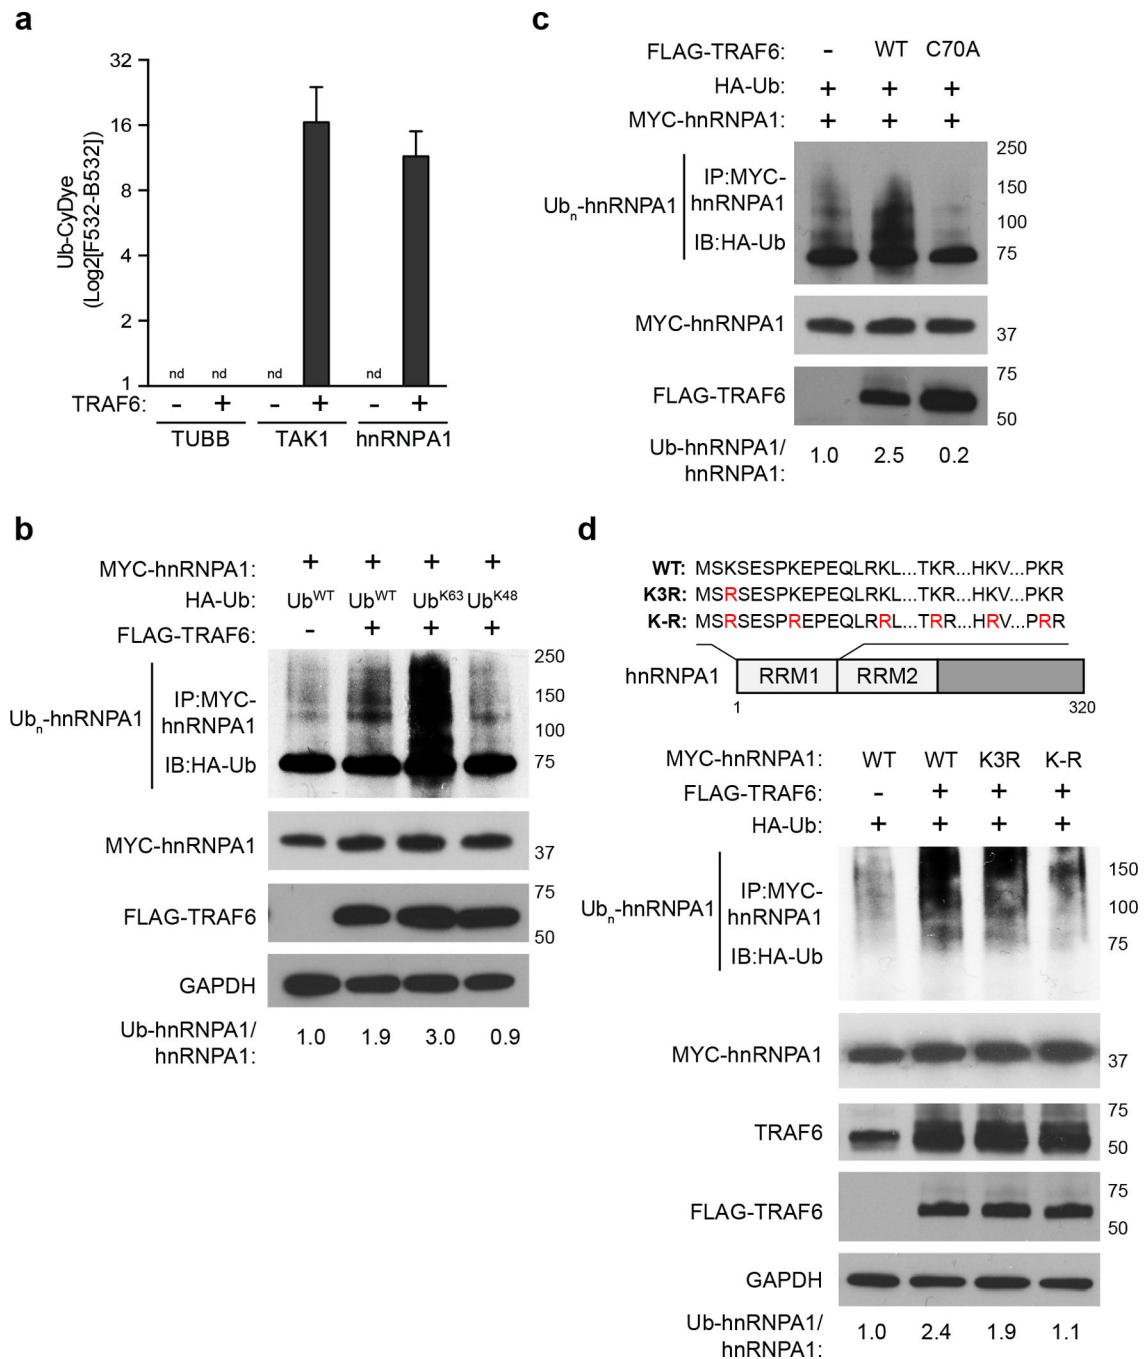 a
Ub-CyDye
(Log2[F532-B532])
32
16
8
4
2
1
nd nd nd nd
TRAF6: - + - + - +
TUBB TAK1 hnRNPA1
b
MYC-hnRNPA1: + + + +
HA-Ub: UbWT UbWT UbK63 UbK48
FLAG-TRAF6: - + + +
Ubn-hnRNPA1
IP:MYC-
hnRNPA1
IB:HA-Ub
250
150
100
75
MYC-hnRNPA1 37
FLAG-TRAF6
75
50
GAPDH
Ub-hnRNPA1/
hnRNPA1:
1.0 1.9 3.0 0.9
c
FLAG-TRAF6: - WT C70A
HA-Ub: + + +
MYC-hnRNPA1: + + +
Ubn-hnRNPA1
IP:MYC-
hnRNPA1
IB:HA-Ub
250
150
100
75
MYC-hnRNPA1 37
FLAG-TRAF6
75
50
Ub-hnRNPA1/
hnRNPA1:
1.0 2.5 0.2
d
WT: MSKSESPKEPEQLRKL...TKR...HKV...PKR
K3R: MSRSESPKEPEQLRKL...TKR...HKV...PKR
K-R: MSRSESPREPEQLRRL...TRR...HRV...PRR
hnRNPA1 RRM1 RRM2
1 320
MYC-hnRNPA1: WT WT K3R K-R
FLAG-TRAF6: - + + +
HA-Ub: + + + +
Ubn-hnRNPA1
IP:MYC-
hnRNPA1
IB:HA-Ub
150
100
75
MYC-hnRNPA1 37
TRAF6
75
50
FLAG-TRAF6
75
50
GAPDH
Ub-hnRNPA1/
hnRNPA1:
1.0 2.4 1.9 1.1